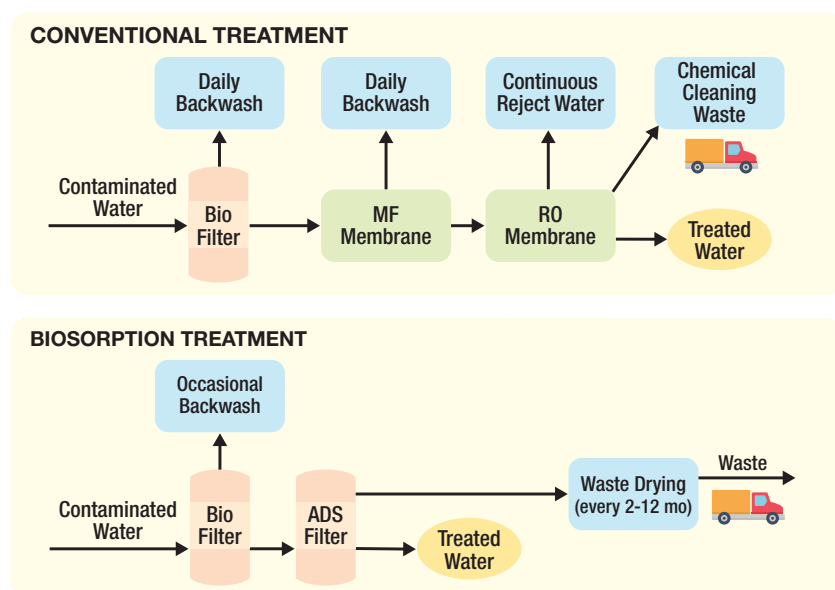 CONVENTIONAL TREATMENT
Daily
Backwash
Daily
Backwash
Continuous
Reject Water
Chemical
Cleaning
Waste
Contaminated
Water
Bio
Filter
MF
Membrane
RO
Membrane
Treated
Water
BIOSORPTION TREATMENT
Occasional
Backwash
Contaminated
Water
Bio
Filter
ADS
Filter
Treated
Water
Waste Drying
(every 2-12 mo)
Waste